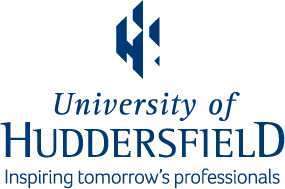 University of
HUDDERSFIELD
Inspiring tomorrow's professionals